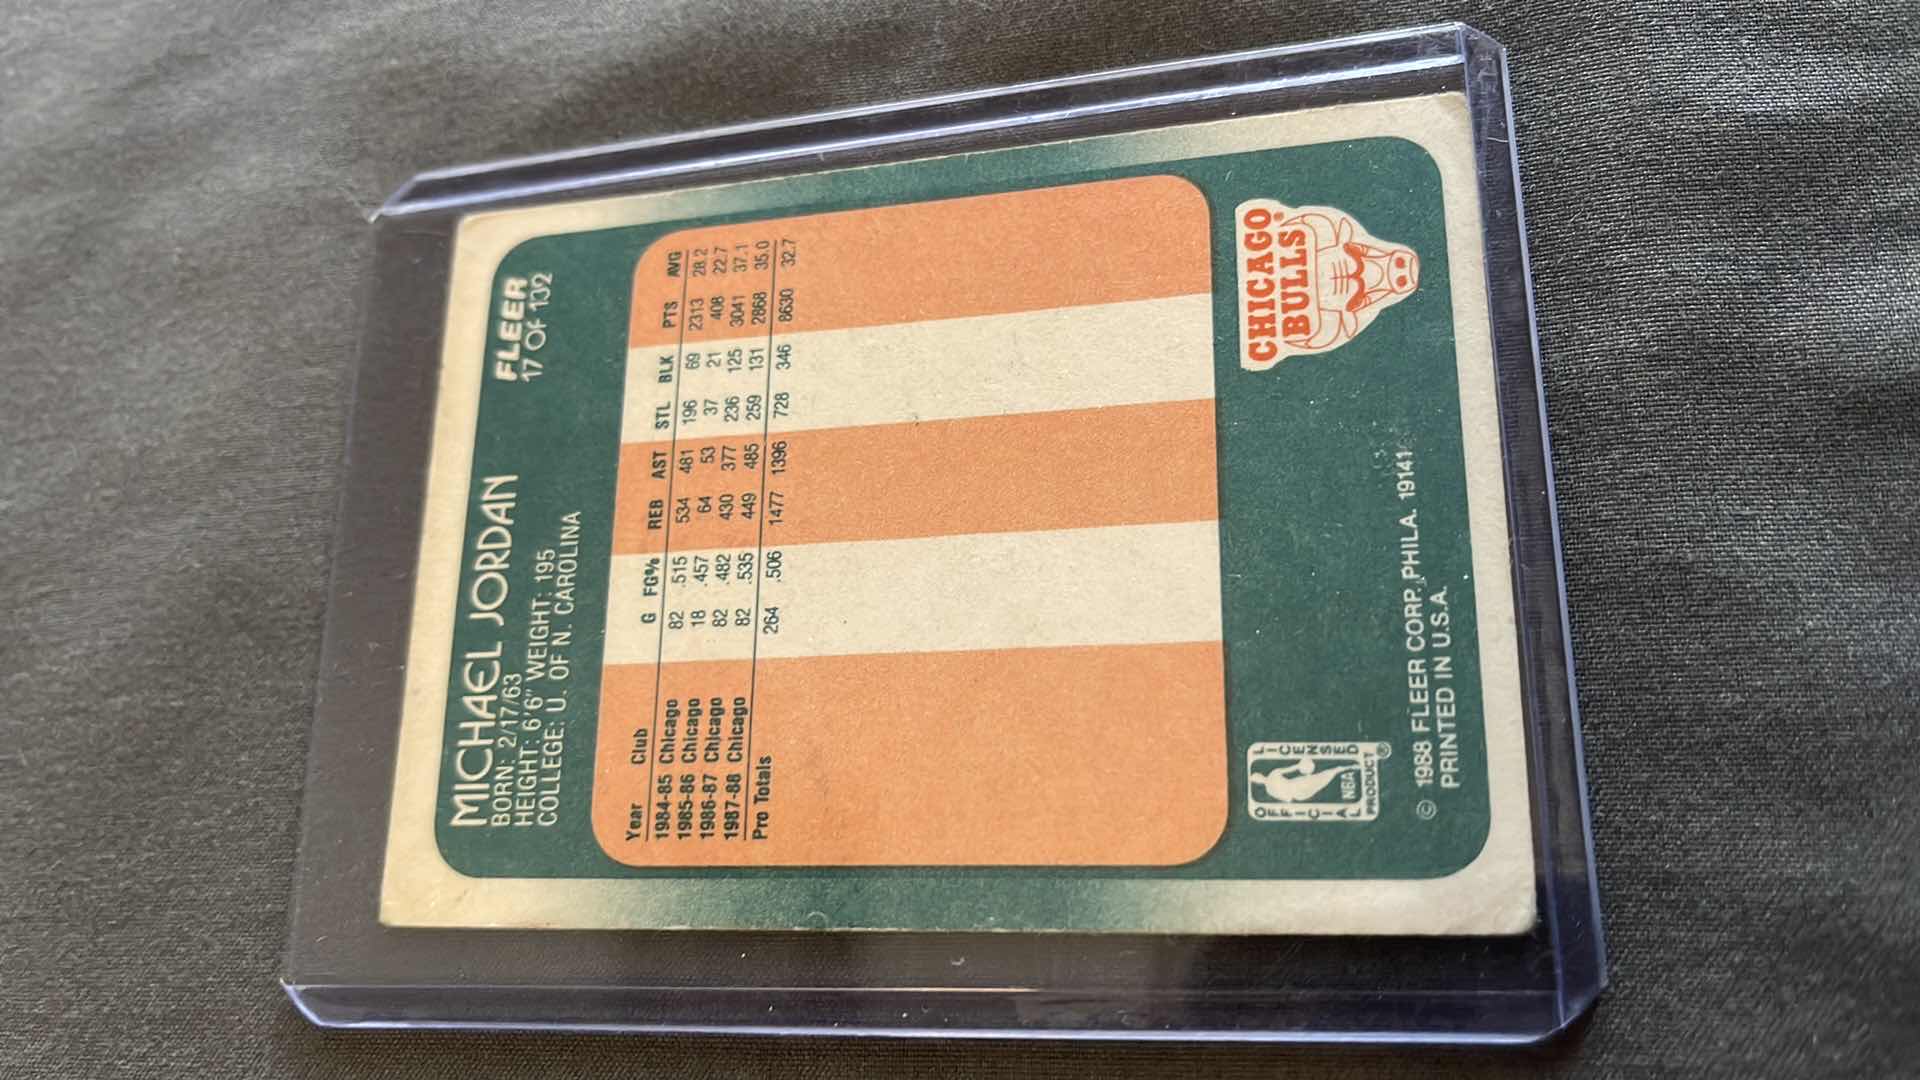 MICHAEL JORDAN
BORN: 2/17/63
HEIGHT: 6'6" WEIGHT: 195
COLLEGE: U. OF N. CAROLINA
FLEER
17 OF 132
Year Club G FG% REB AST STL BLK PTS AVG
1984-85 Chicago 82 .515 534 481 196 69 2313 28.2
1985-86 Chicago 18 .457 64 53 37 21 408 22.7
1986-87 Chicago 82 .482 430 377 236 125 3041 37.1
1987-88 Chicago 82 .535 449 485 259 131 2868 35.0
Pro Totals 264 .506 1477 1396 728 346 8630 32.7
OFFICIAL LICENSED
NBA
PRODUCT ®
CHICAGO
BULLS®
© 1988 FLEER CORP. PHILA. 19141
PRINTED IN U.S.A.